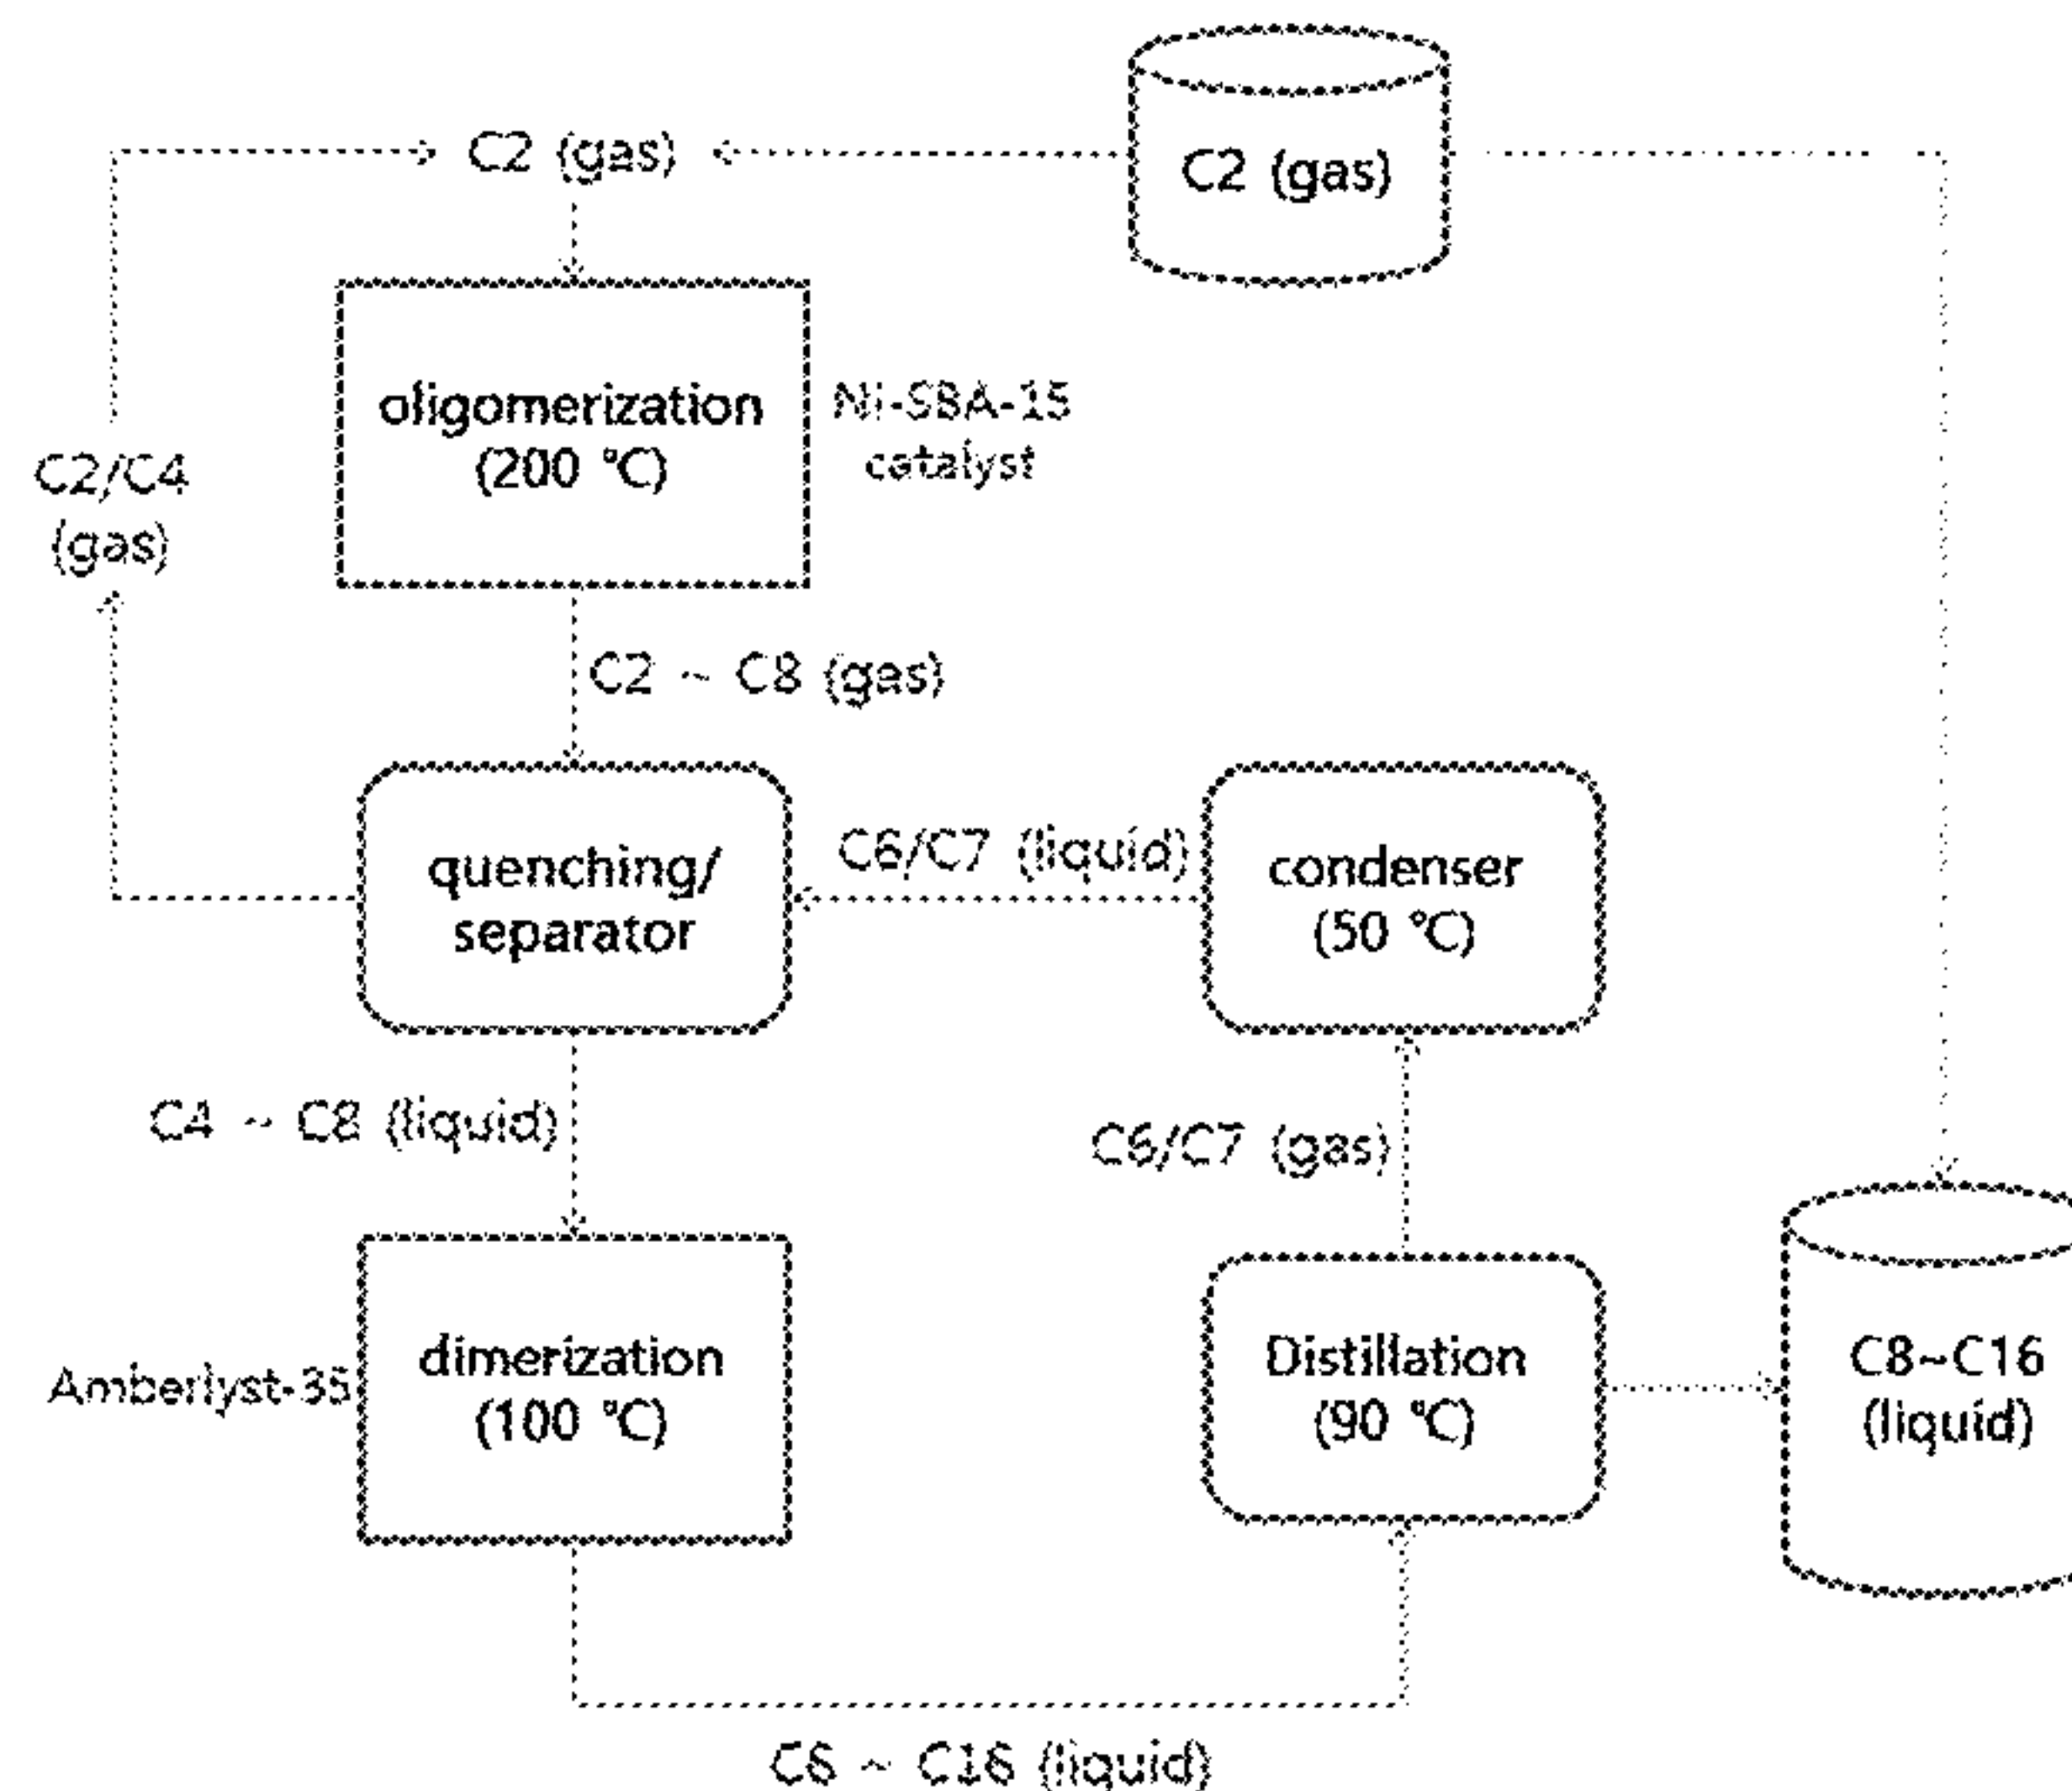 C2 (gas)
C2 (gas)
oligomerization
(200 °C)
Ni-SBA-15
catalyst
C2/C4
(gas)
C2 ~ C8 (gas)
quenching/
separator
C6/C7 (liquid)
condenser
(50 °C)
C4 ~ C8 (liquid)
C6/C7 (gas)
Amberlyst-35
dimerization
(100 °C)
Distillation
(90 °C)
C8~C16
(liquid)
C6 ~ C16 (liquid)